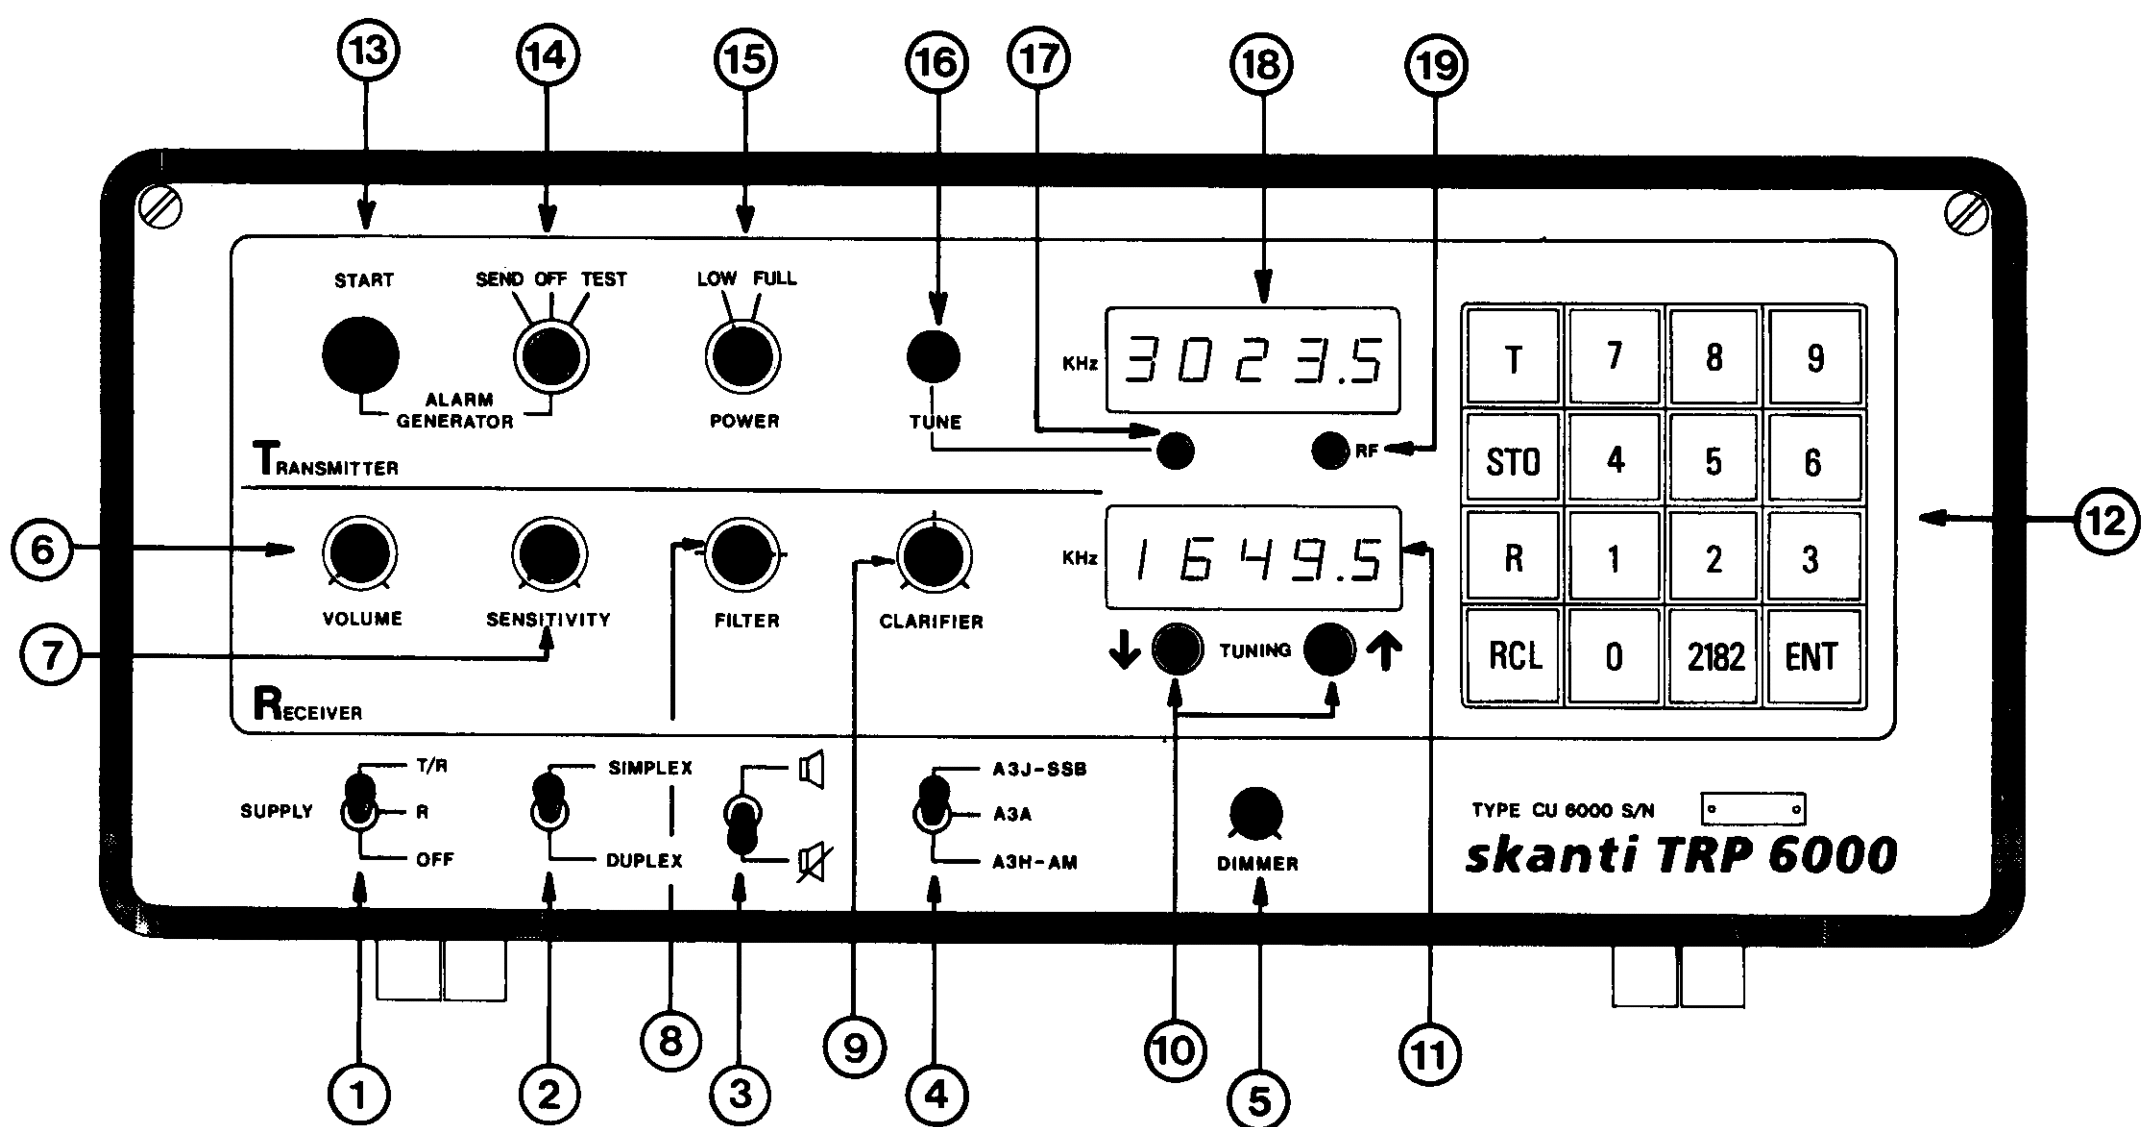 13 14 15 16 17 18 19
START
SEND OFF TEST
LOW FULL
ALARM
GENERATOR
POWER
TUNE
KHz 3023.5
RF
TRANSMITTER
6
VOLUME
7
SENSITIVITY
FILTER
CLARIFIER
KHz 1649.5
↓ TUNING ↑
RECEIVER
T 7 8 9
STO 4 5 6
R 1 2 3
RCL 0 2182 ENT
12
SUPPLY
T/R
R
OFF
SIMPLEX
DUPLEX
A3J-SSB
A3A
A3H-AM
DIMMER
TYPE CU 6000 S/N
skanti TRP 6000
8 9 10 11
1 2 3 4 5